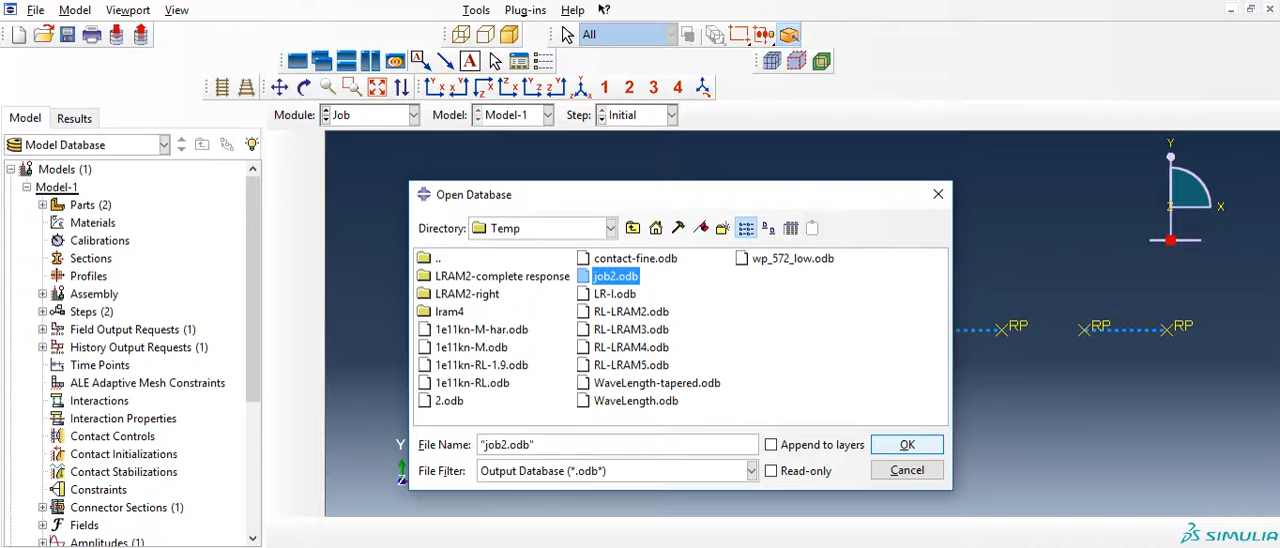 File Model Viewport View Tools Plug-ins Help
All
A A
1 2 3 4
Module: Job Model: Model-1 Step: Initial
Model Results
Model Database
Models (1)
Model-1
Parts (2)
Materials
Calibrations
Sections
Profiles
Assembly
Steps (2)
Field Output Requests (1)
History Output Requests (1)
Time Points
ALE Adaptive Mesh Constraints
Interactions
Interaction Properties
Contact Controls
Contact Initializations
Contact Stabilizations
Constraints
Connector Sections (1)
Fields
Amplitudes (1)
Open Database
Directory: Temp
..
LRAM2-complete response
LRAM2-right
lram4
1e11kn-M-har.odb
1e11kn-M.odb
1e11kn-RL-1.9.odb
1e11kn-RL.odb
2.odb
contact-fine.odb
job2.odb
LR-I.odb
RL-LRAM2.odb
RL-LRAM3.odb
RL-LRAM4.odb
RL-LRAM5.odb
WaveLength-tapered.odb
WaveLength.odb
wp_572_low.odb
File Name: "job2.odb" Append to layers OK
File Filter: Output Database (*.odb*) Read-only Cancel
Y
Z X
RP RP RP
Y
Z
SIMULIA